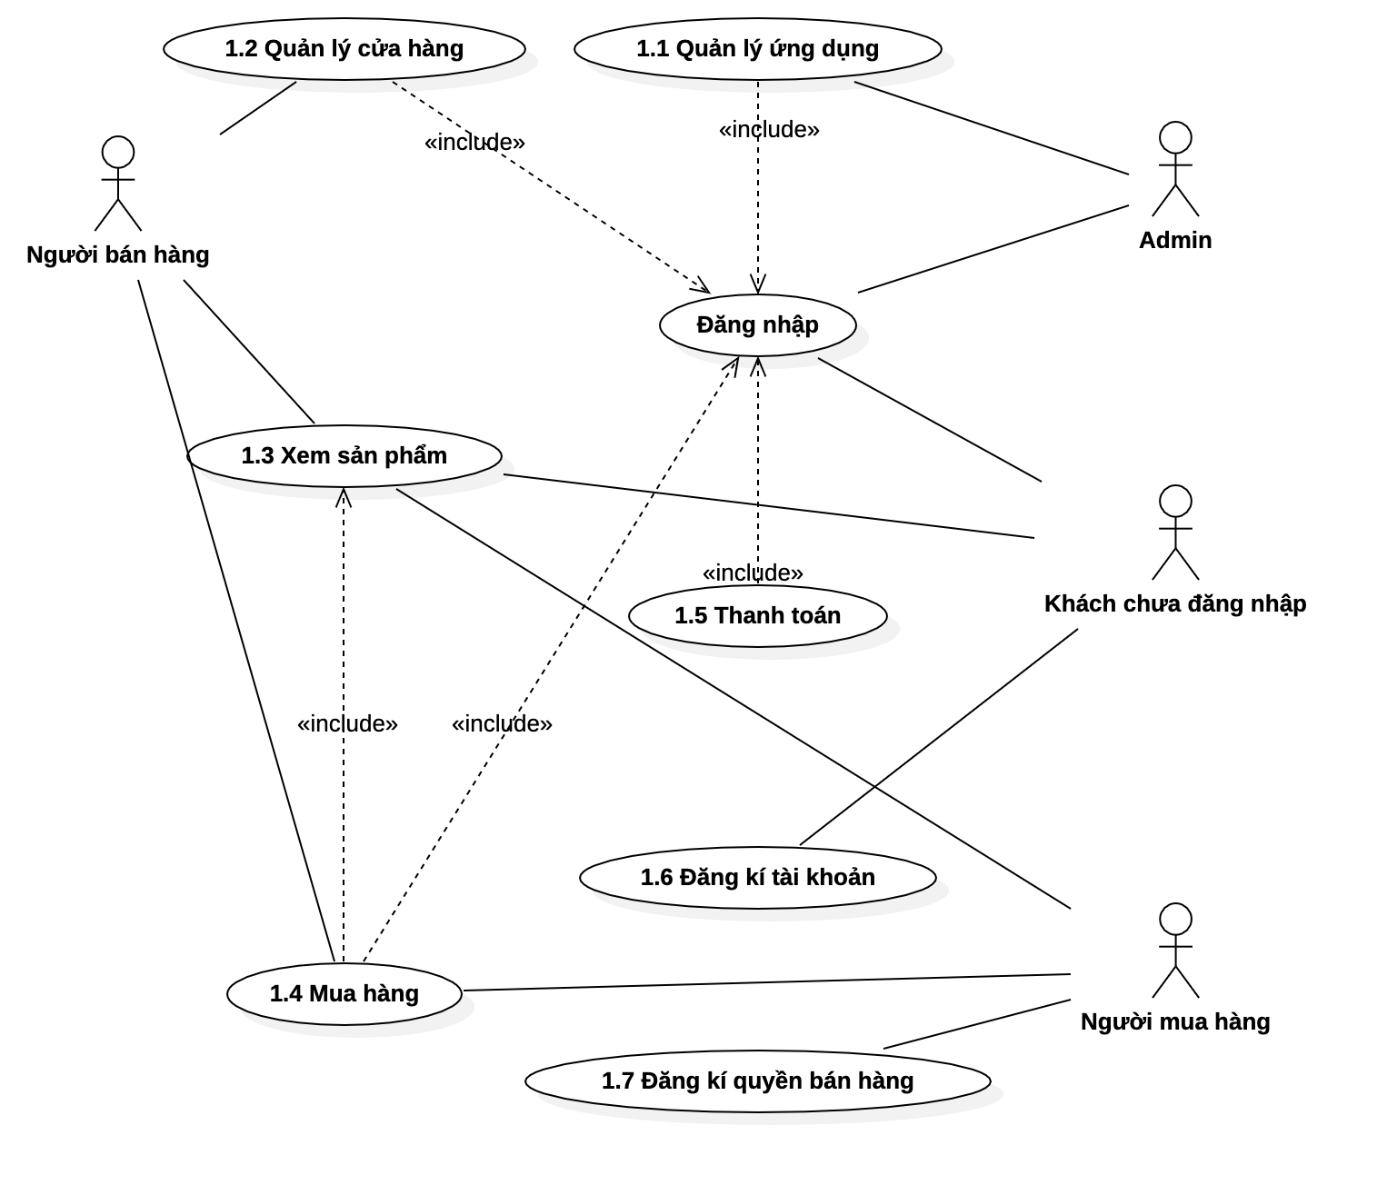 1.2 Quản lý cửa hàng
1.1 Quản lý ứng dụng
«include»
«include»
Người bán hàng
Admin
Đăng nhập
1.3 Xem sản phẩm
«include»
1.5 Thanh toán
Khách chưa đăng nhập
«include»
«include»
1.6 Đăng kí tài khoản
1.4 Mua hàng
Người mua hàng
1.7 Đăng kí quyền bán hàng